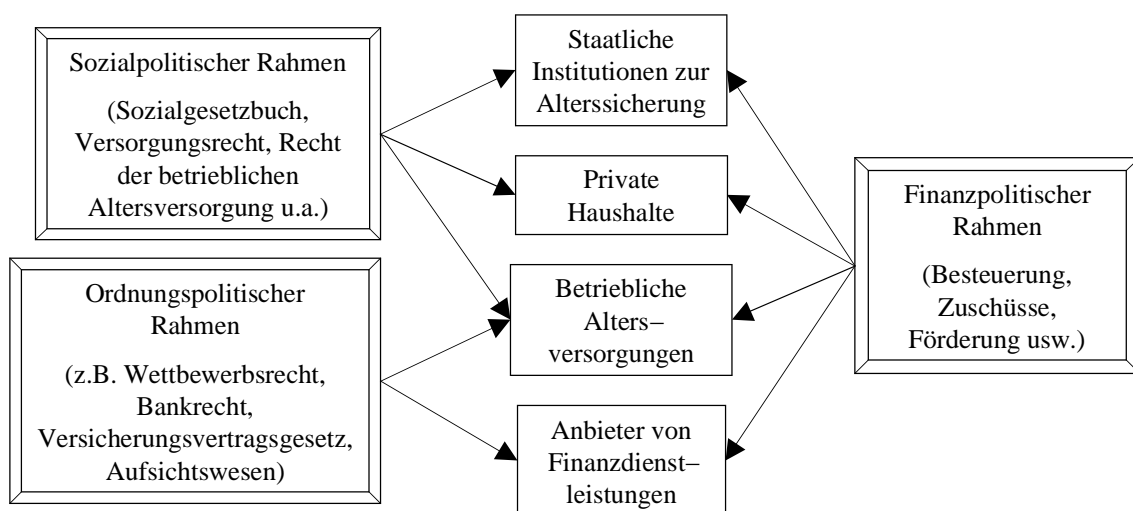 Sozialpolitischer Rahmen
(Sozialgesetzbuch,
Versorgungsrecht, Recht
der betrieblichen
Altersversorgung u.a.)
Ordnungspolitischer
Rahmen
(z.B. Wettbewerbsrecht,
Bankrecht,
Versicherungsvertragsgesetz,
Aufsichtswesen)
Staatliche
Institutionen zur
Alterssicherung
Private
Haushalte
Betriebliche
Alters–
versorgungen
Anbieter von
Finanzdienst–
leistungen
Finanzpolitischer
Rahmen
(Besteuerung,
Zuschüsse,
Förderung usw.)